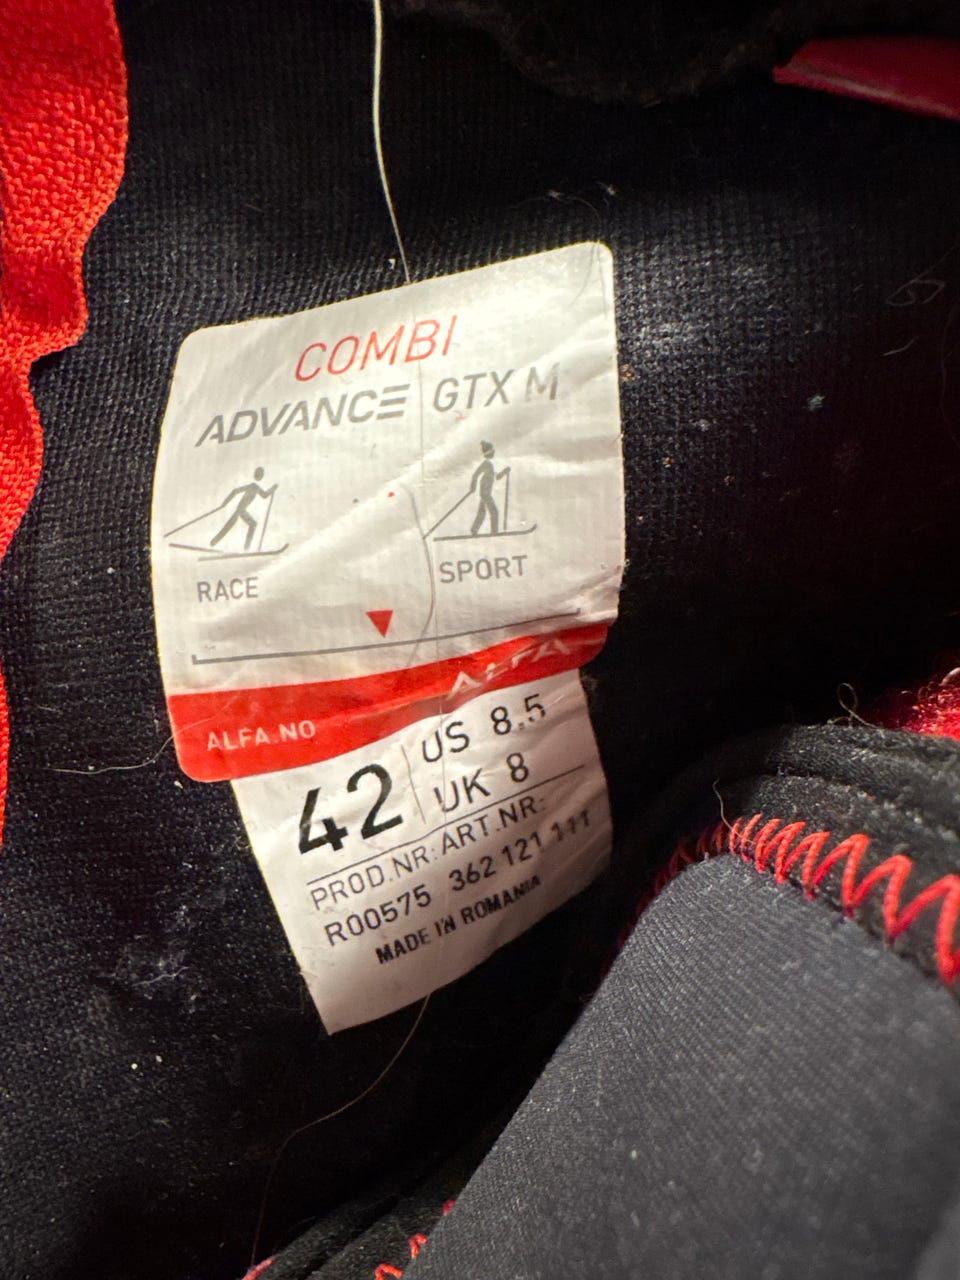 COMBI
ADVANCE GTX M
RACE SPORT
ALFA
ALFA.NO
42 US 8.5
UK 8
PROD.NR: ART.NR:
R00575 362 121 111
MADE IN ROMANIA